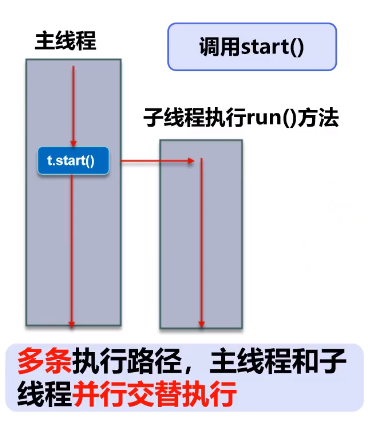 主线程
调用start()
子线程执行run()方法
t.start()
多条执行路径，主线程和子
线程并行交替执行